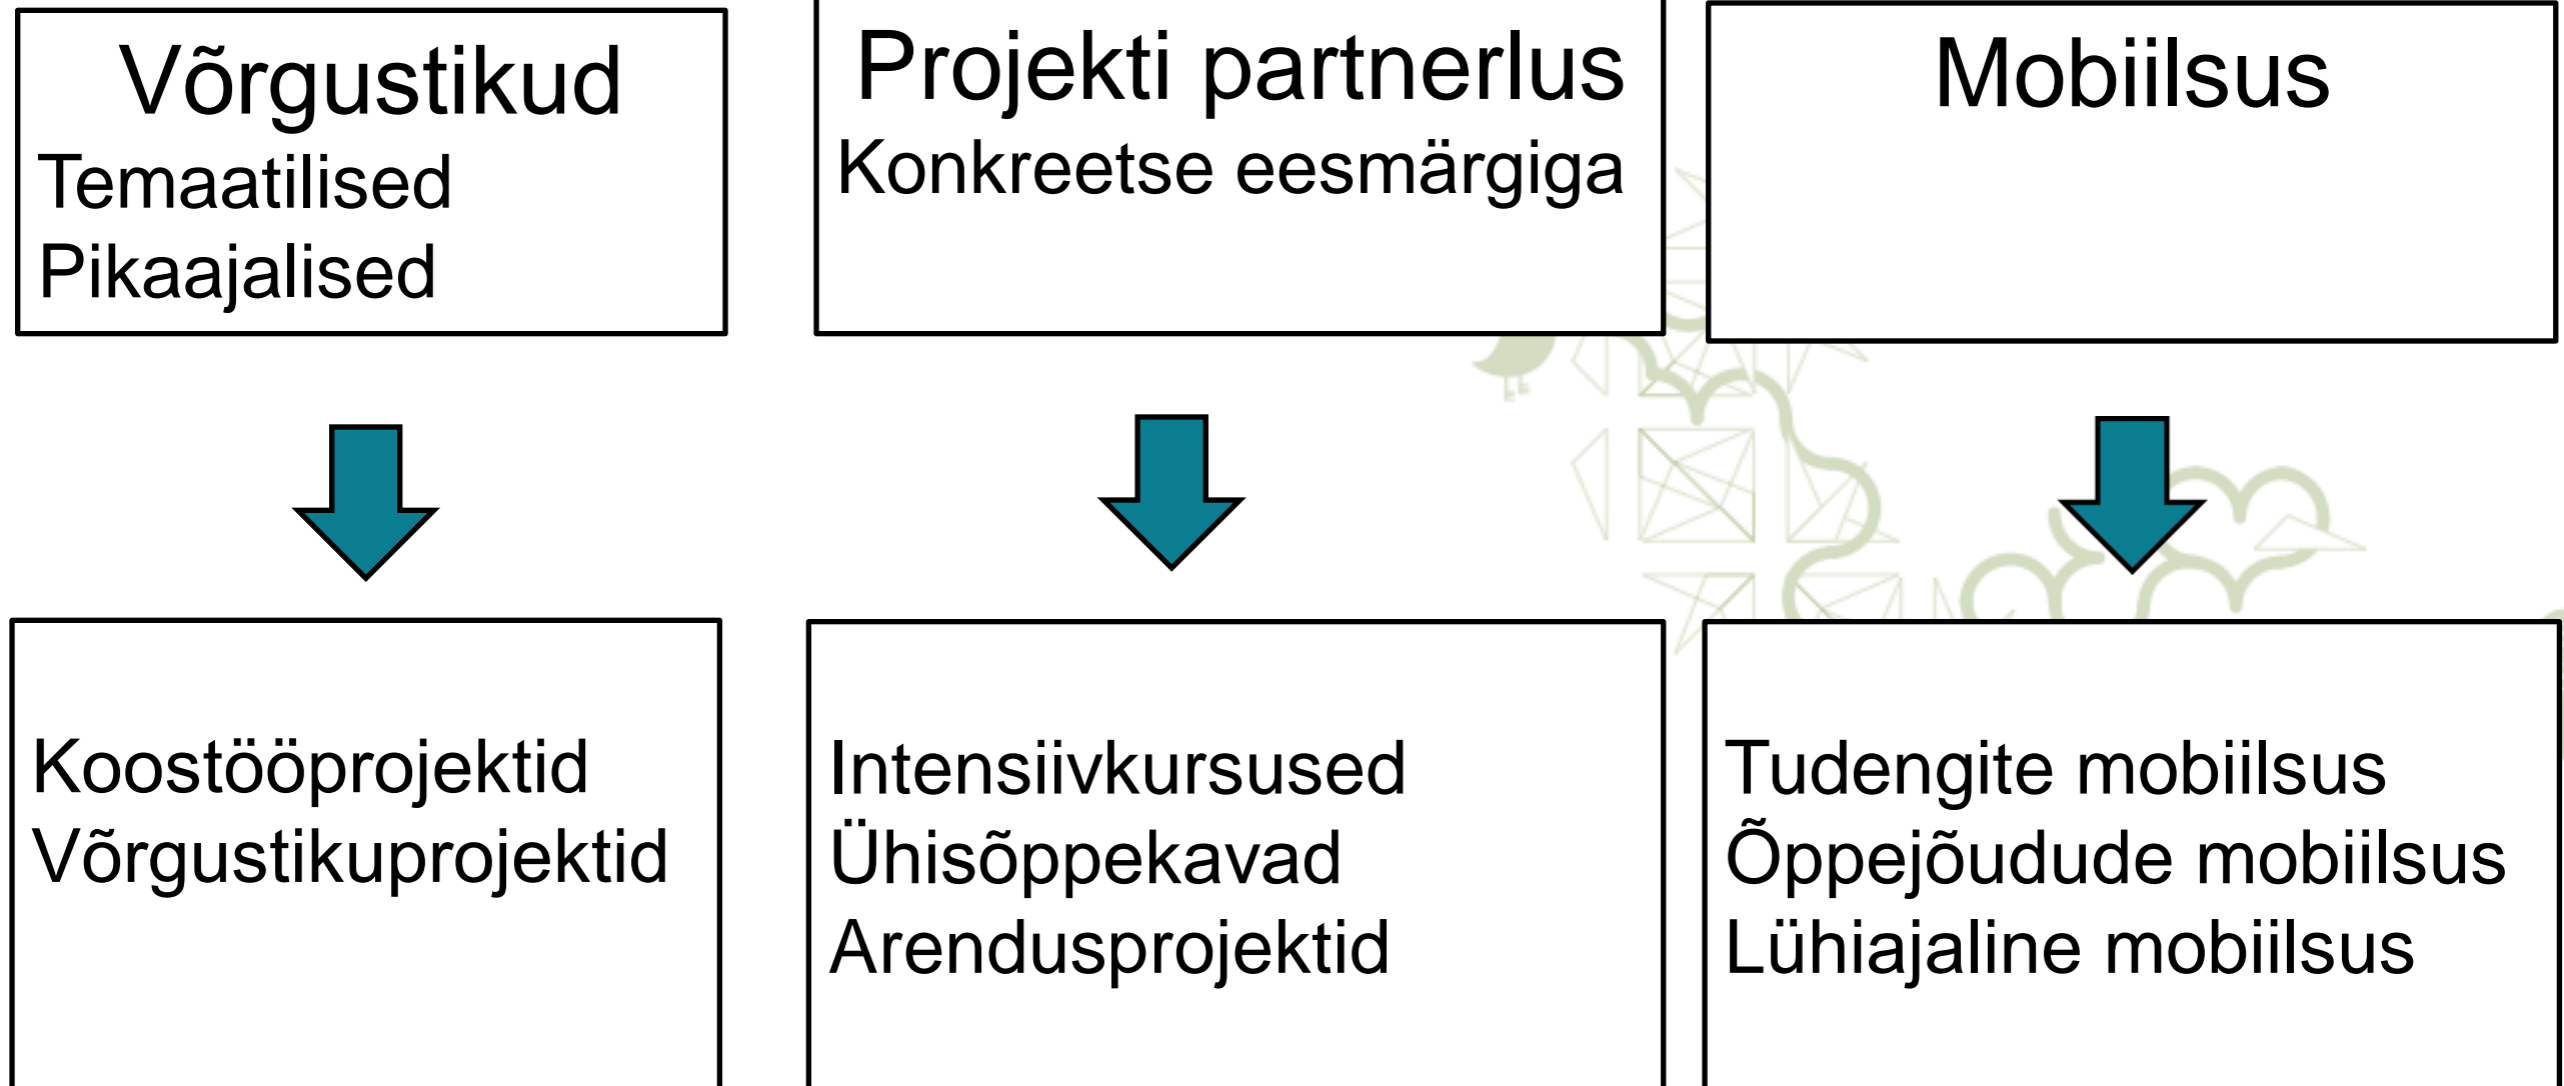 Võrgustikud
Temaatilised
Pikaajalised
Projekti partnerlus
Konkreetse eesmärgiga
Mobiilsus
Koostööprojektid
Võrgustikuprojektid
Intensiivkursused
Ühisõppekavad
Arendusprojektid
Tudengite mobiilsus
Õppejõudude mobiilsus
Lühiajaline mobiilsus